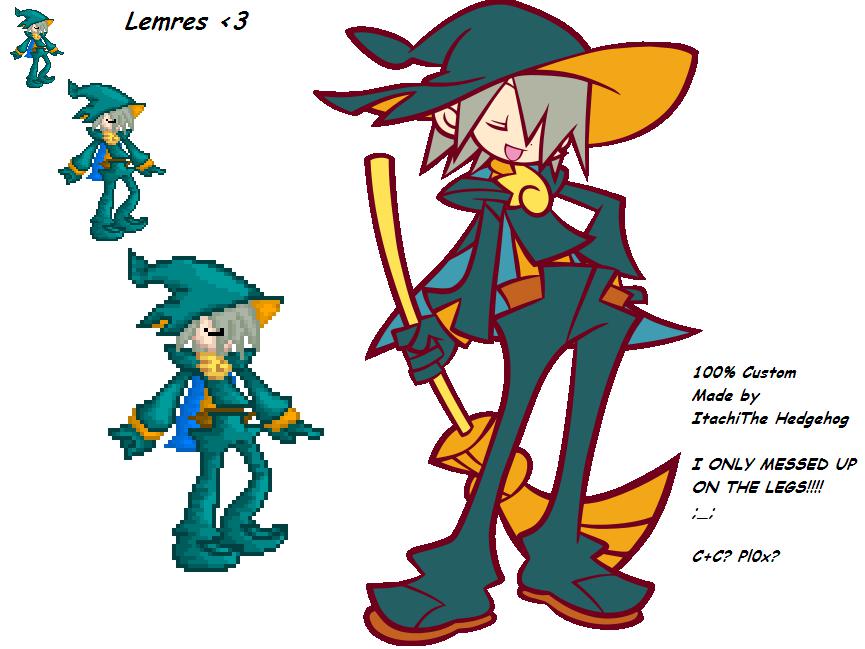 Lemres <3
100% Custom
Made by
ItachiThe Hedgehog
I ONLY MESSED UP
ON THE LEGS!!!!
;_;
C+C? Pl0x?